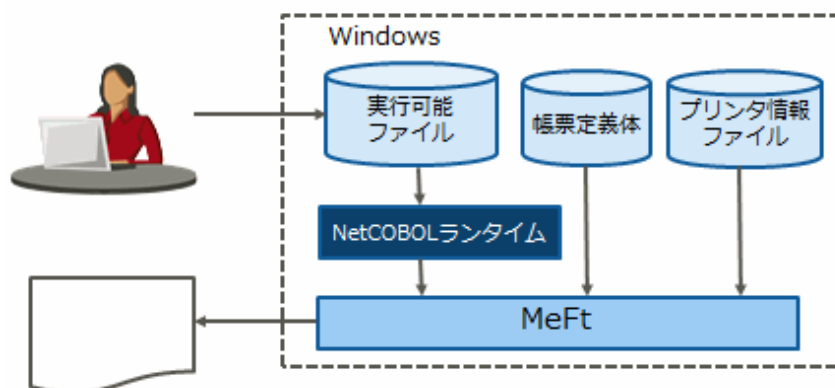 Windows
実行可能
ファイル
帳票定義体
プリンタ情報
ファイル
NetCOBOLランタイム
MeFt